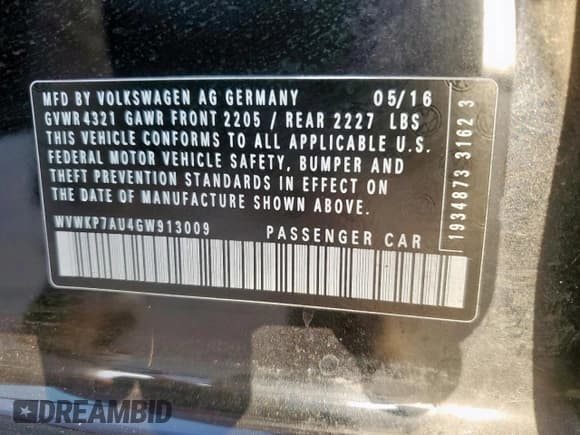 MFD BY VOLKSWAGEN AG GERMANY 05/16
GVWR 4321 GAWR FRONT 2205 / REAR 2227 LBS
THIS VEHICLE CONFORMS TO ALL APPLICABLE U.S.
FEDERAL MOTOR VEHICLE SAFETY, BUMPER AND
THEFT PREVENTION STANDARDS IN EFFECT ON
THE DATE OF MANUFACTURE SHOWN ABOVE.
WVWKP7AU4GW913009 PASSENGER CAR
1934873 3162 3
DREAMBID